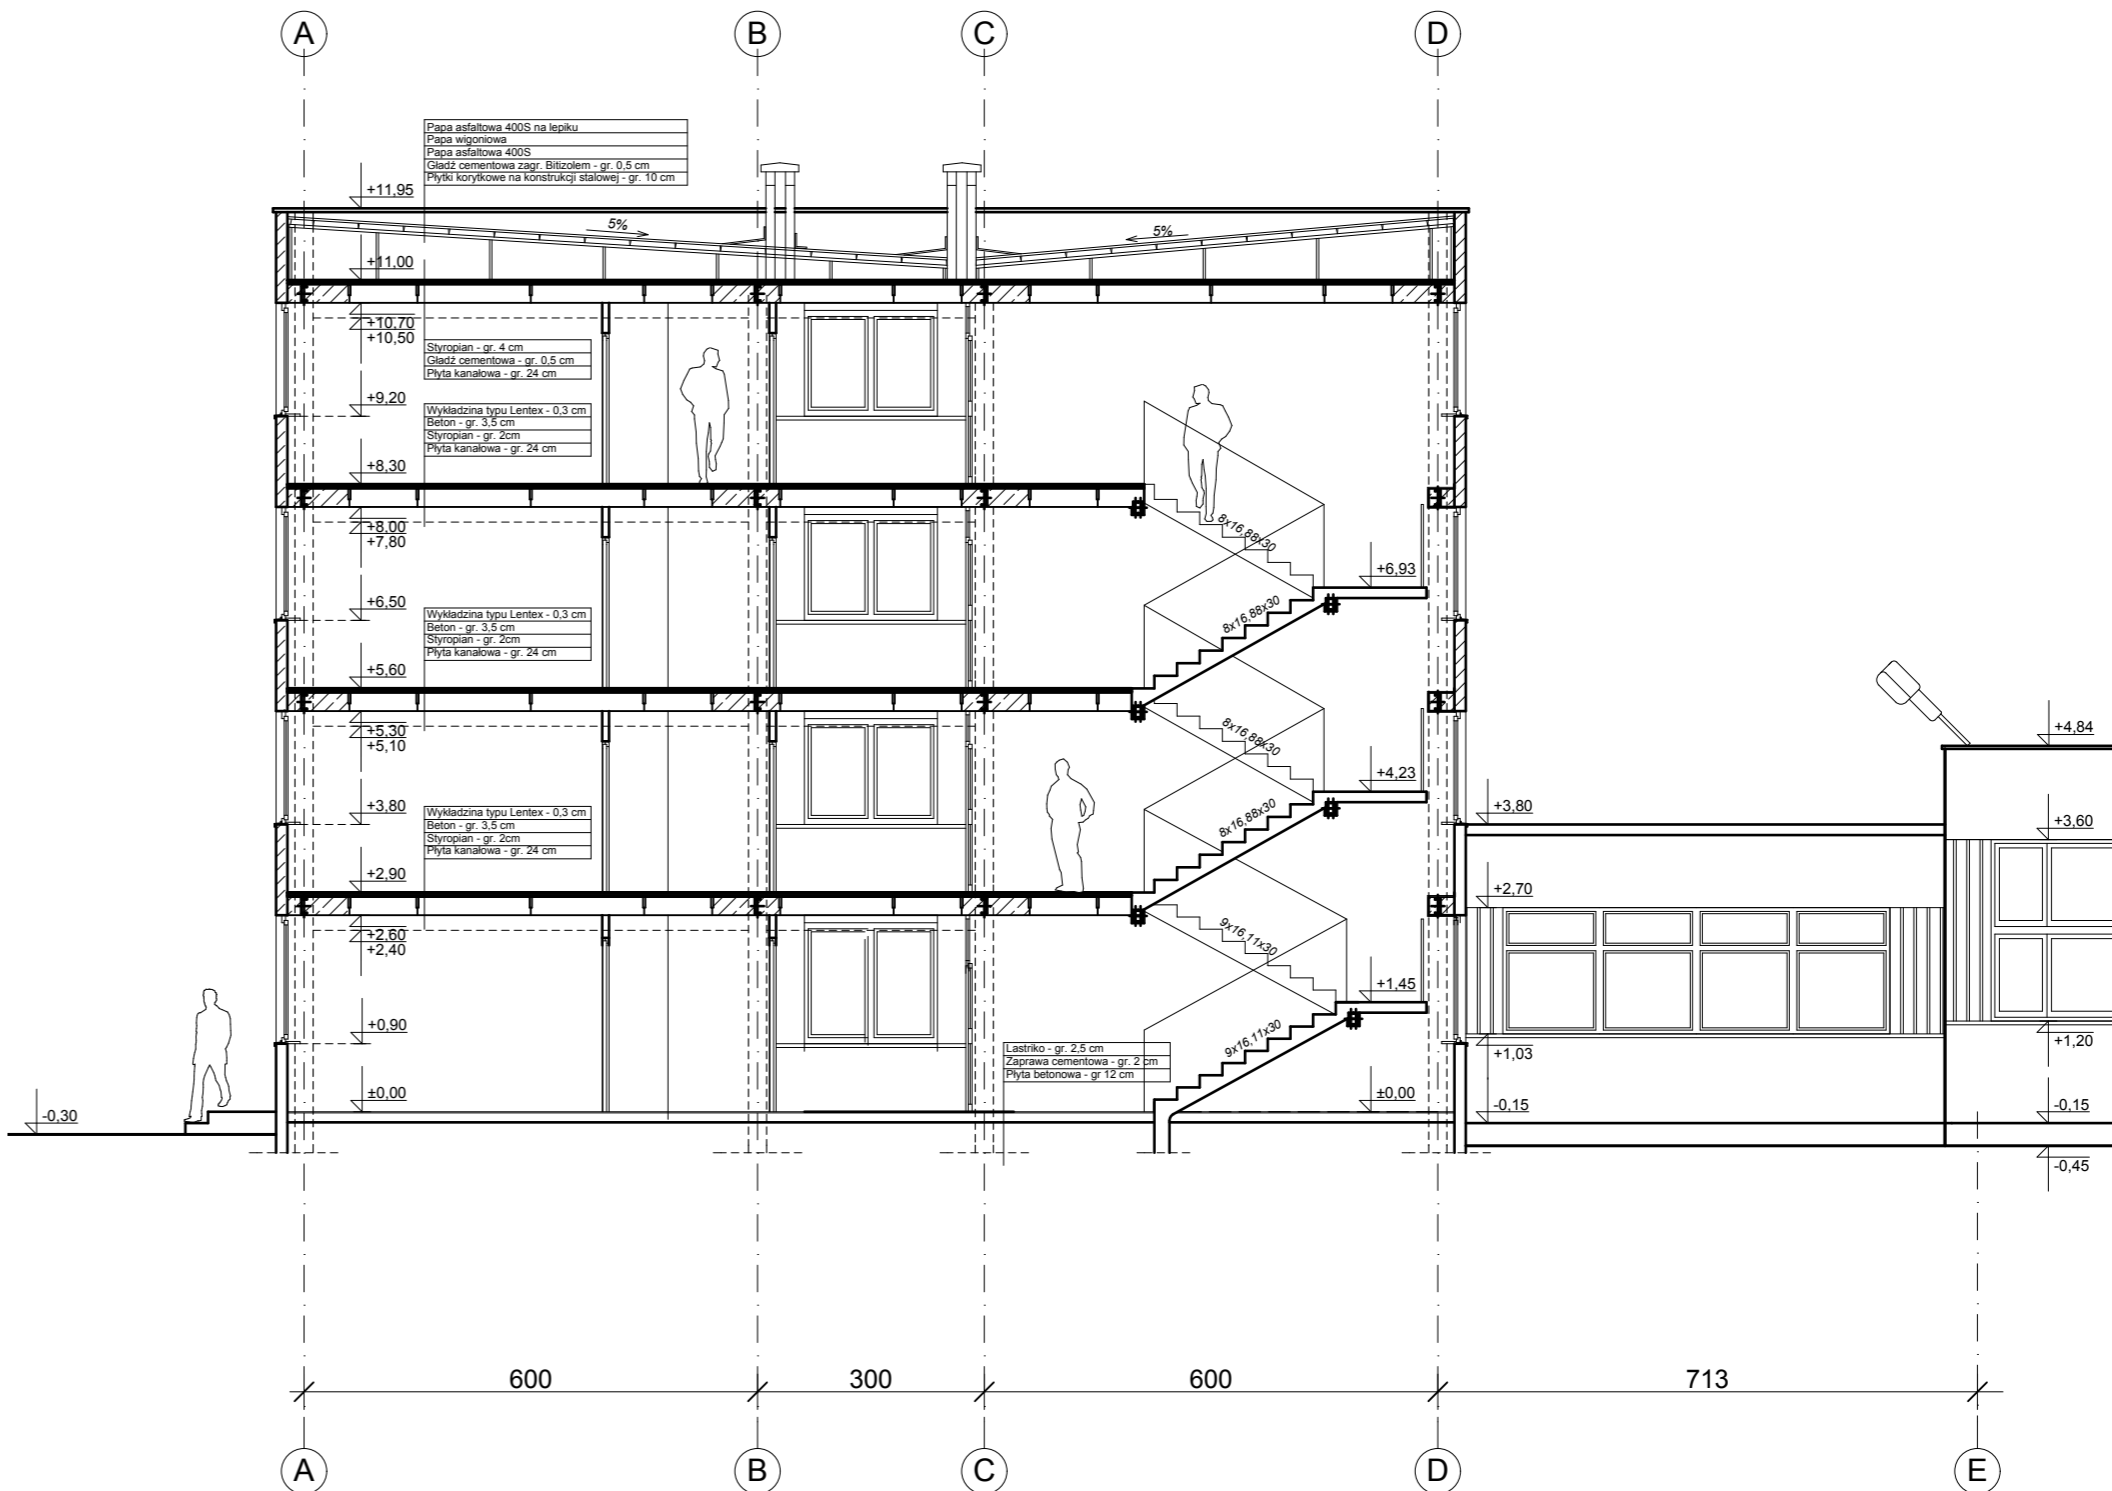 A
B
C
D
Papa asfaltowa 400S na lepiku
Papa wigoniowa
Papa asfaltowa 400S
Gładź cementowa zagr. Bitizolem - gr. 0,5 cm
Płytki korytkowe na konstrukcji stalowej - gr. 10 cm
+11,95
5%
5%
+11,00
+10,70
+10,50
Styropian - gr. 4 cm
Gładź cementowa - gr. 0,5 cm
Płyta kanałowa - gr. 24 cm
+9,20
Wykładzina typu Lentex - 0,3 cm
Beton - gr. 3,5 cm
Styropian - gr. 2cm
Płyta kanałowa - gr. 24 cm
+8,30
+8,00
+7,80
8x16,88x30
+6,93
+6,50
8x16,88x30
Wykładzina typu Lentex - 0,3 cm
Beton - gr. 3,5 cm
Styropian - gr. 2cm
Płyta kanałowa - gr. 24 cm
+5,60
+5,30
+5,10
8x16,88x30
+4,84
+4,23
+3,80
8x16,88x30
+3,80
+3,60
Wykładzina typu Lentex - 0,3 cm
Beton - gr. 3,5 cm
Styropian - gr. 2cm
Płyta kanałowa - gr. 24 cm
+2,90
+2,70
+2,60
+2,40
9x16,11x30
+1,45
+0,90
9x16,11x30
+1,03
+1,20
Lastriko - gr. 2,5 cm
Zaprawa cementowa - gr. 2 cm
Płyta betonowa - gr 12 cm
±0,00
±0,00
-0,30
-0,15
-0,15
-0,45
600
300
600
713
A
B
C
D
E